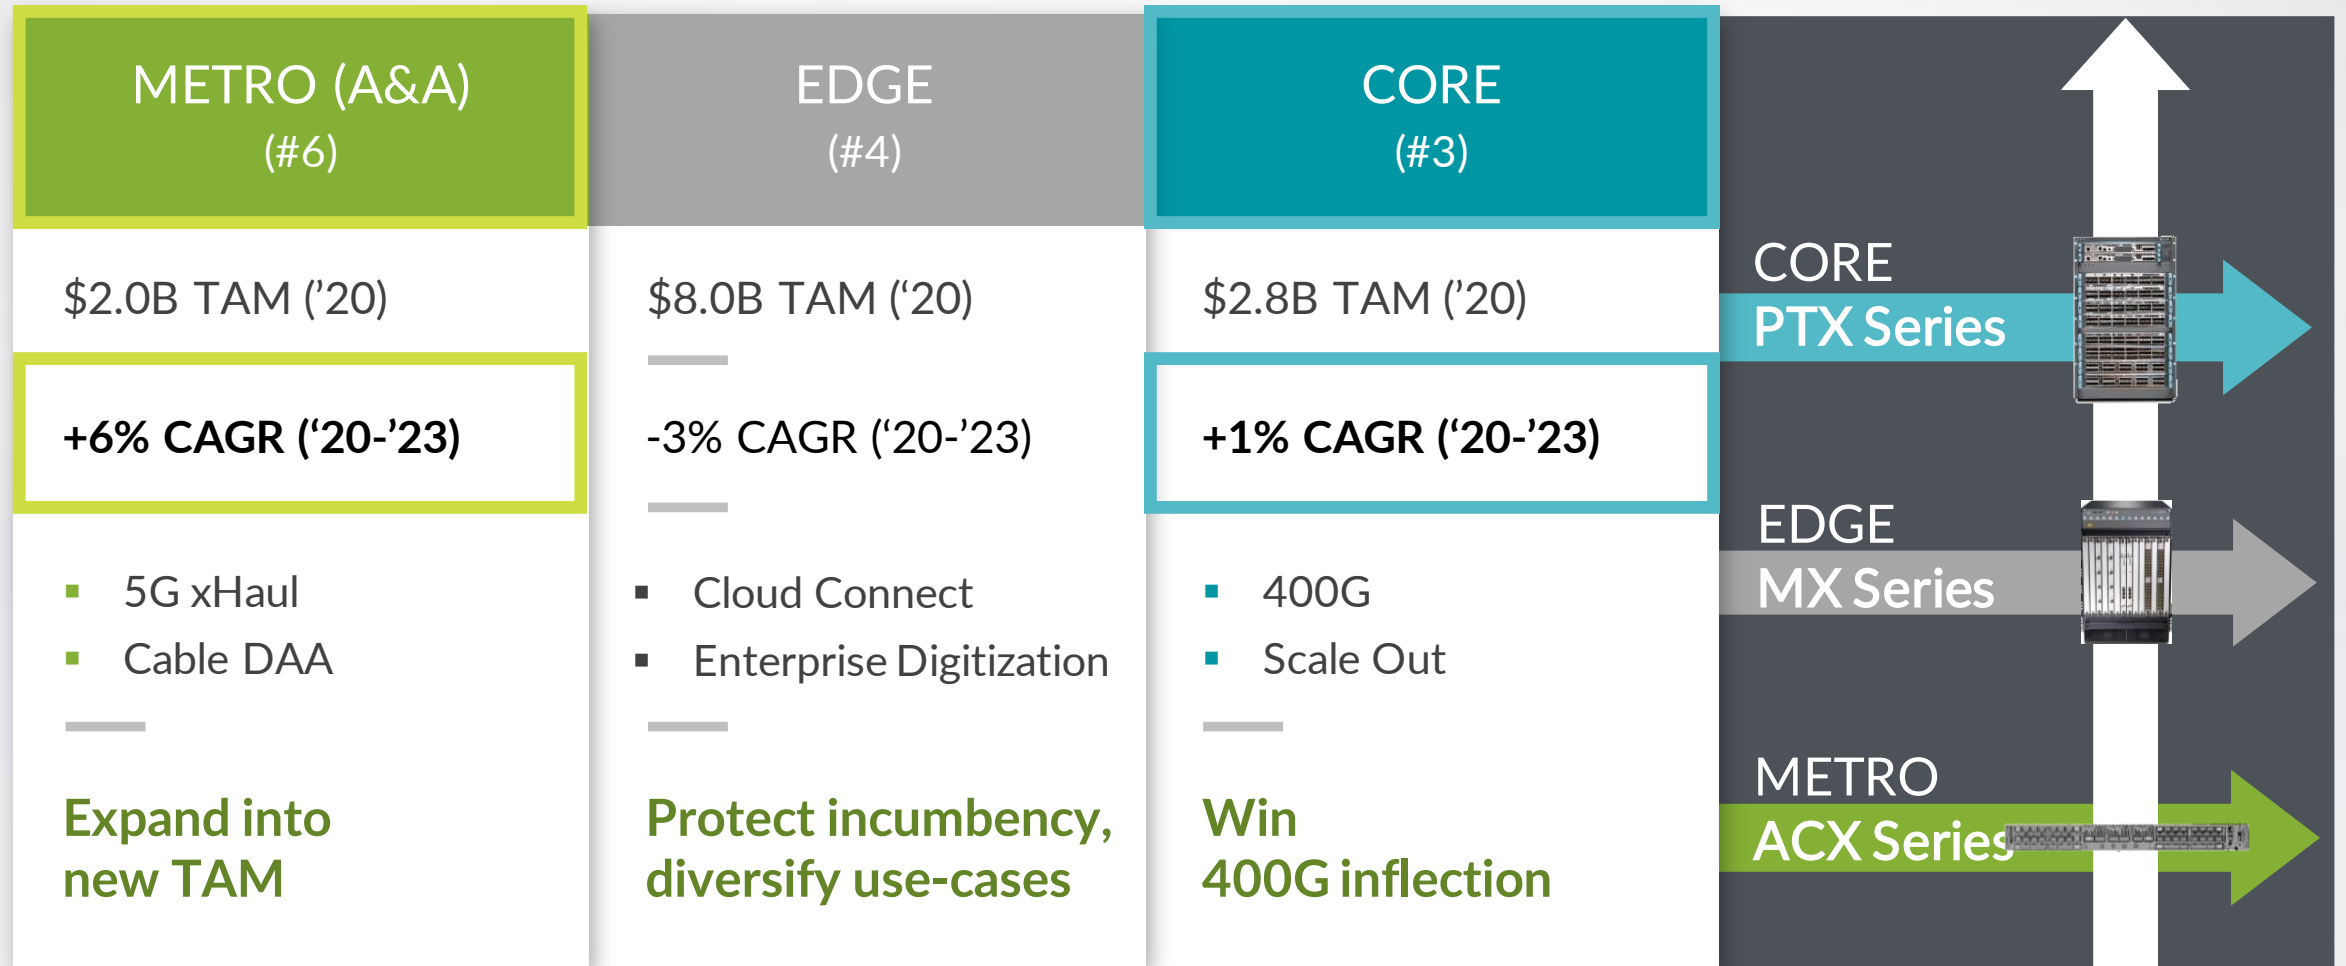 METRO (A&A)
(#6)
$2.0B TAM (’20)
+6% CAGR (‘20-’23)
5G xHaul
Cable DAA
Expand into
new TAM
EDGE
(#4)
$8.0B TAM (‘20)
-3% CAGR (‘20-’23)
Cloud Connect
Enterprise Digitization
Protect incumbency,
diversify use-cases
CORE
(#3)
$2.8B TAM (’20)
+1% CAGR (‘20-’23)
400G
Scale Out
Win
400G inflection
CORE
PTX Series
EDGE
MX Series
METRO
ACX Series